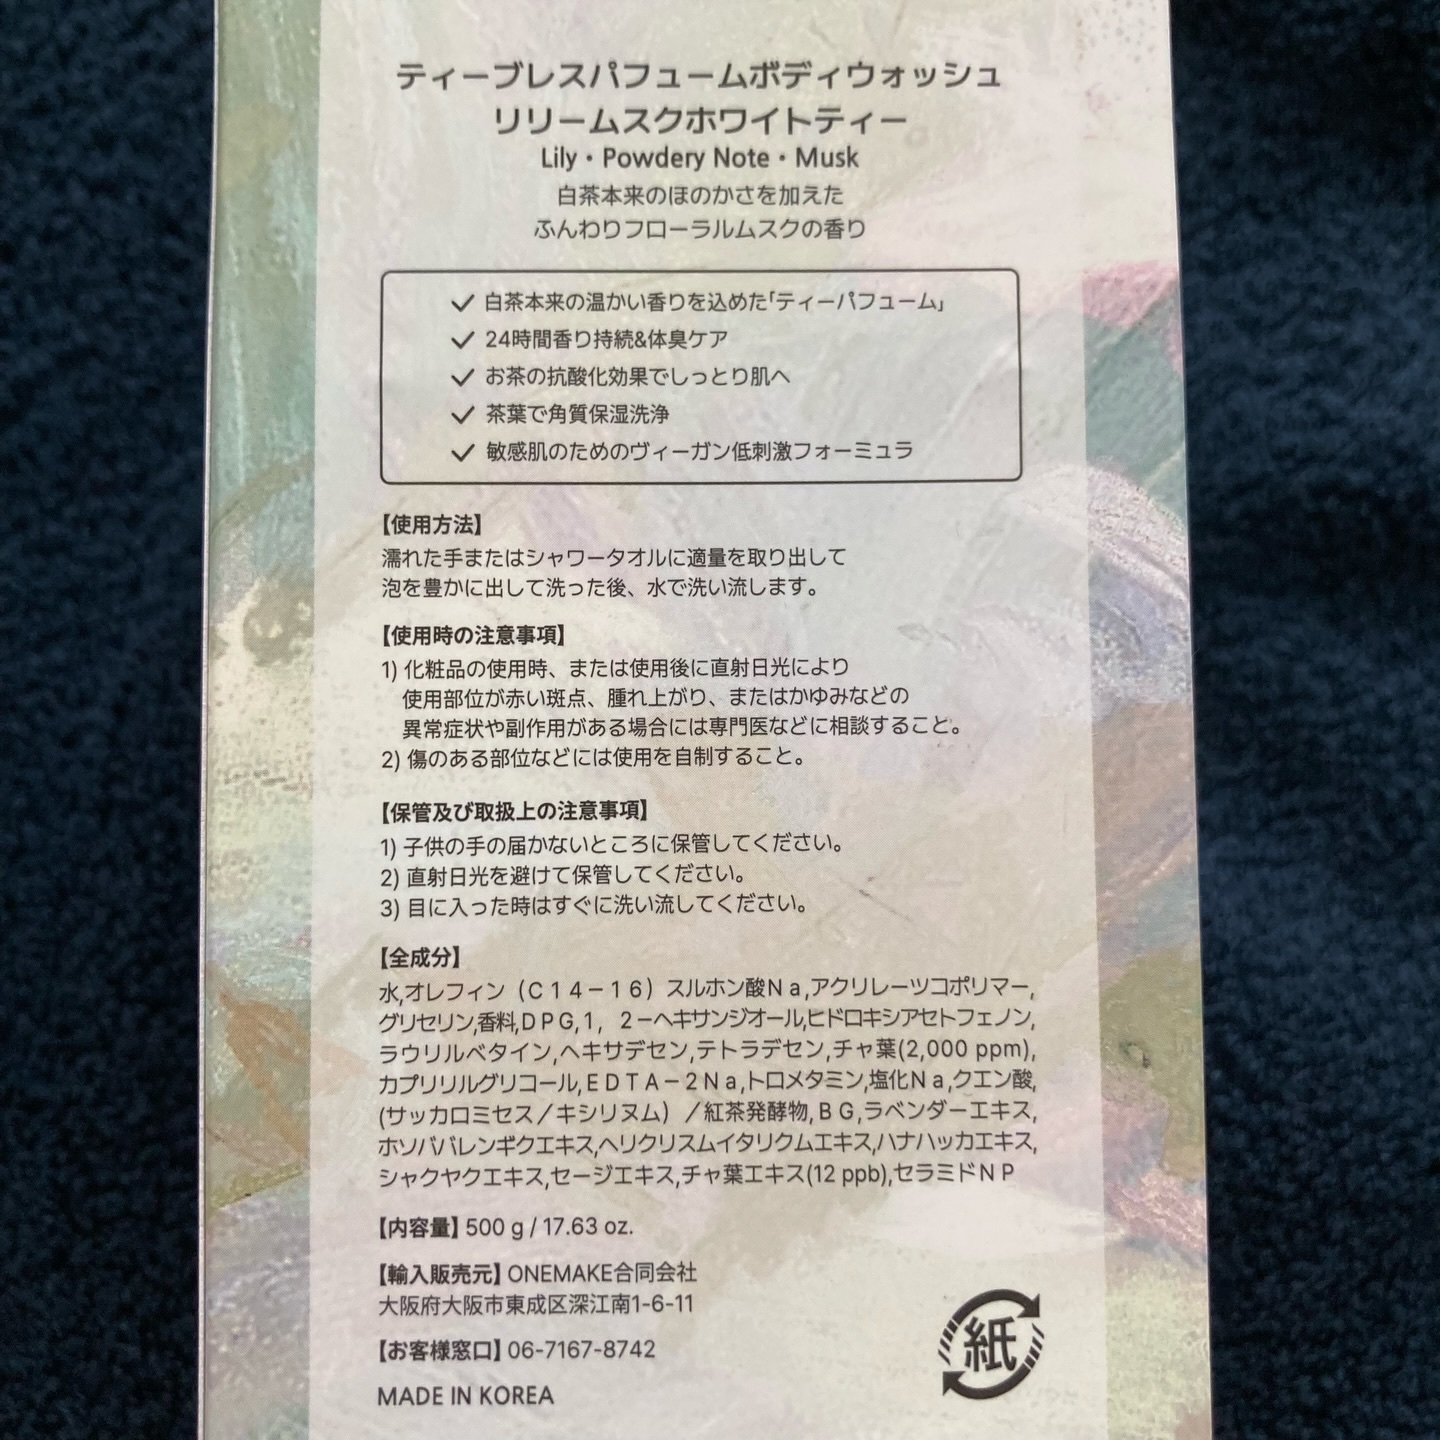 ティーブレスパフュームボディウォッシュ
リリームスクホワイトティー
Lily・Powdery Note・Musk
白茶本来のほのかさを加えた
ふんわりフローラルムスクの香り
✓ 白茶本来の温かい香りを込めた「ティーパフューム」
✓ 24時間香り持続&体臭ケア
✓ お茶の抗酸化効果でしっとり肌へ
✓ 茶葉で角質保湿洗浄
✓ 敏感肌のためのヴィーガン低刺激フォーミュラ
【使用方法】
濡れた手またはシャワータオルに適量を取り出して
泡を豊かに出して洗った後、水で洗い流します。
【使用時の注意事項】
1) 化粧品の使用時、または使用後に直射日光により
使用部位が赤い斑点、腫れ上がり、またはかゆみなどの
異常症状や副作用がある場合には専門医などに相談すること。
2) 傷のある部位などには使用を自制すること。
【保管及び取扱上の注意事項】
1) 子供の手の届かないところに保管してください。
2) 直射日光を避けて保管してください。
3) 目に入った時はすぐに洗い流してください。
【全成分】
水,オレフィン（C１４－１６）スルホン酸Na,アクリレーツコポリマー,
グリセリン,香料,DPG,1，2－ヘキサンジオール,ヒドロキシアセトフェノン,
ラウリルベタイン,ヘキサデセン,テトラデセン,チャ葉(2,000 ppm),
カプリリルグリコール,EDTA－2Na,トロメタミン,塩化Na,クエン酸,
(サッカロミセス／キシリヌム）／紅茶発酵物,BG,ラベンダーエキス,
ホソババレンギクエキス,ヘリクリスムイタリクムエキス,ハナハッカエキス,
シャクヤクエキス,セージエキス,チャ葉エキス(12 ppb),セラミドNP
【内容量】500 g / 17.63 oz.
【輸入販売元】ONEMAKE合同会社
大阪府大阪市東成区深江南1-6-11
【お客様窓口】06-7167-8742
MADE IN KOREA
紙